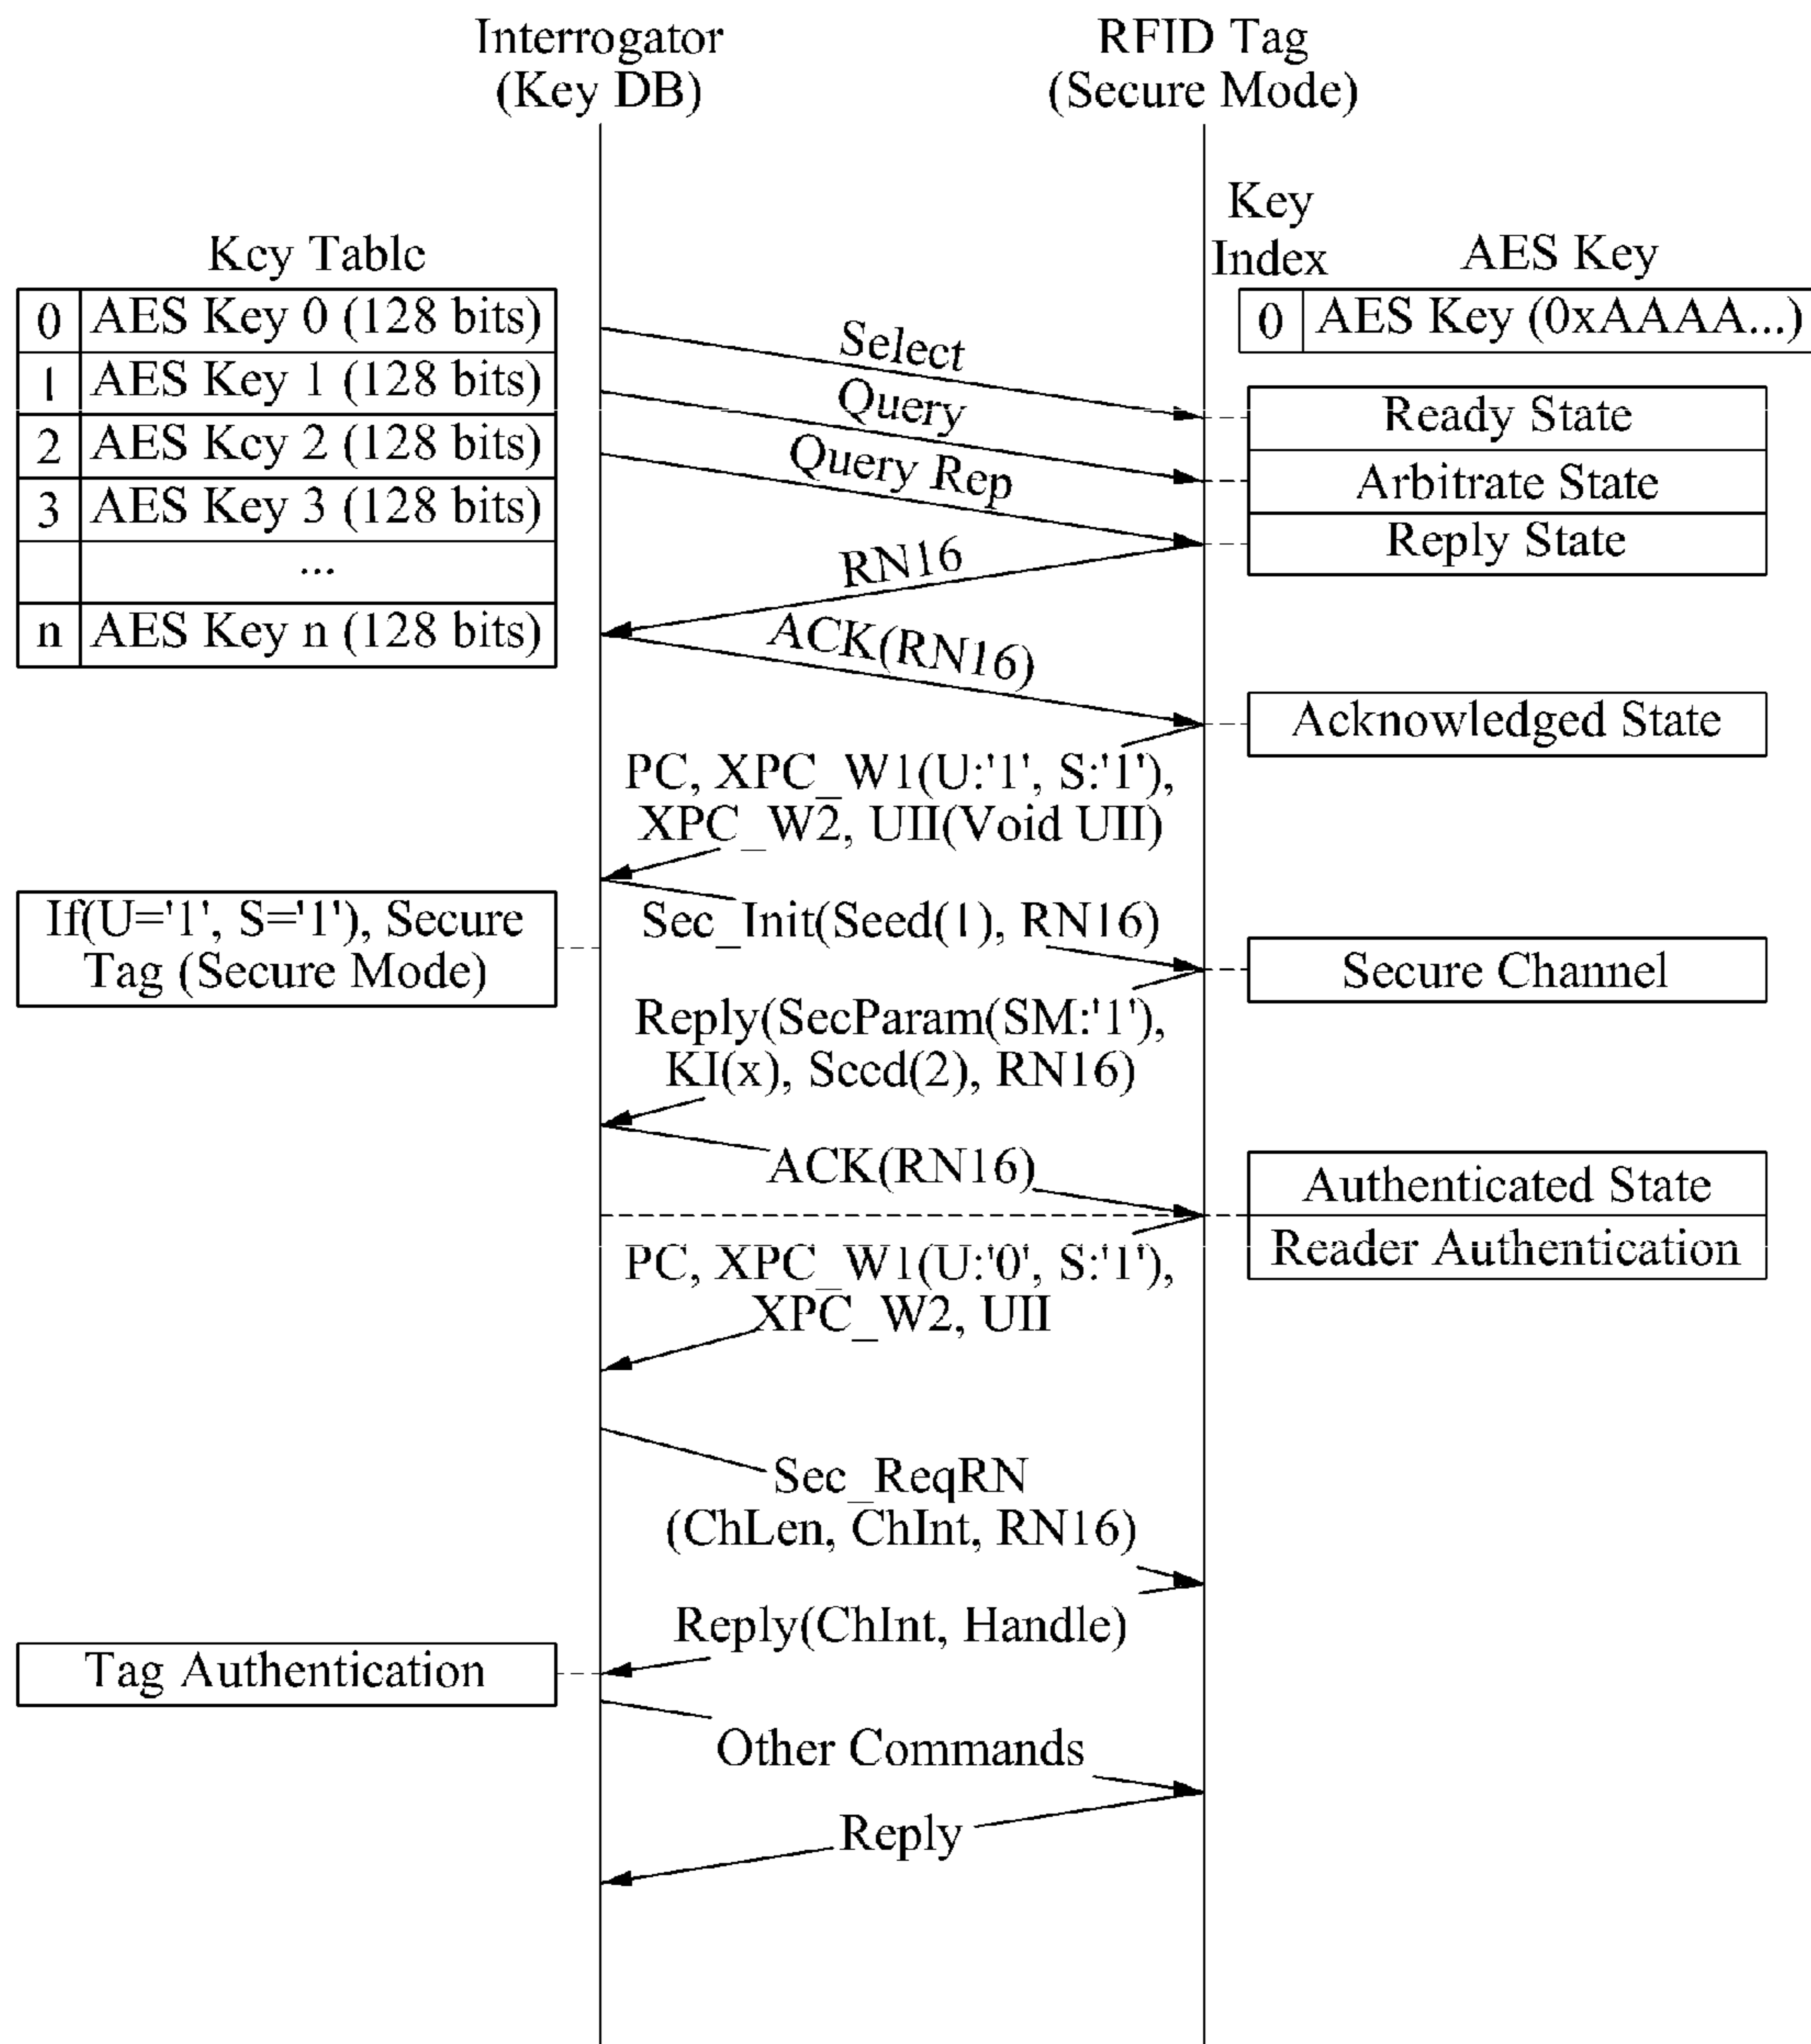 Interrogator
(Key DB)
RFID Tag
(Secure Mode)
Key Table
0 AES Key 0 (128 bits)
1 AES Key 1 (128 bits)
2 AES Key 2 (128 bits)
3 AES Key 3 (128 bits)
...
n AES Key n (128 bits)
Key
Index
AES Key
0 AES Key (0xAAAA...)
Select
Ready State
Query
Arbitrate State
Query Rep
Reply State
RN16
ACK(RN16)
Acknowledged State
PC, XPC_W1(U:'1', S:'1'),
XPC_W2, UII(Void UII)
If(U='1', S='1'), Secure
Tag (Secure Mode)
Sec_Init(Seed(1), RN16)
Secure Channel
Reply(SecParam(SM:'1'),
KI(x), Seed(2), RN16)
ACK(RN16)
Authenticated State
Reader Authentication
PC, XPC_W1(U:'0', S:'1'),
XPC_W2, UII
Sec_ReqRN
(ChLen, ChInt, RN16)
Reply(ChInt, Handle)
Tag Authentication
Other Commands
Reply